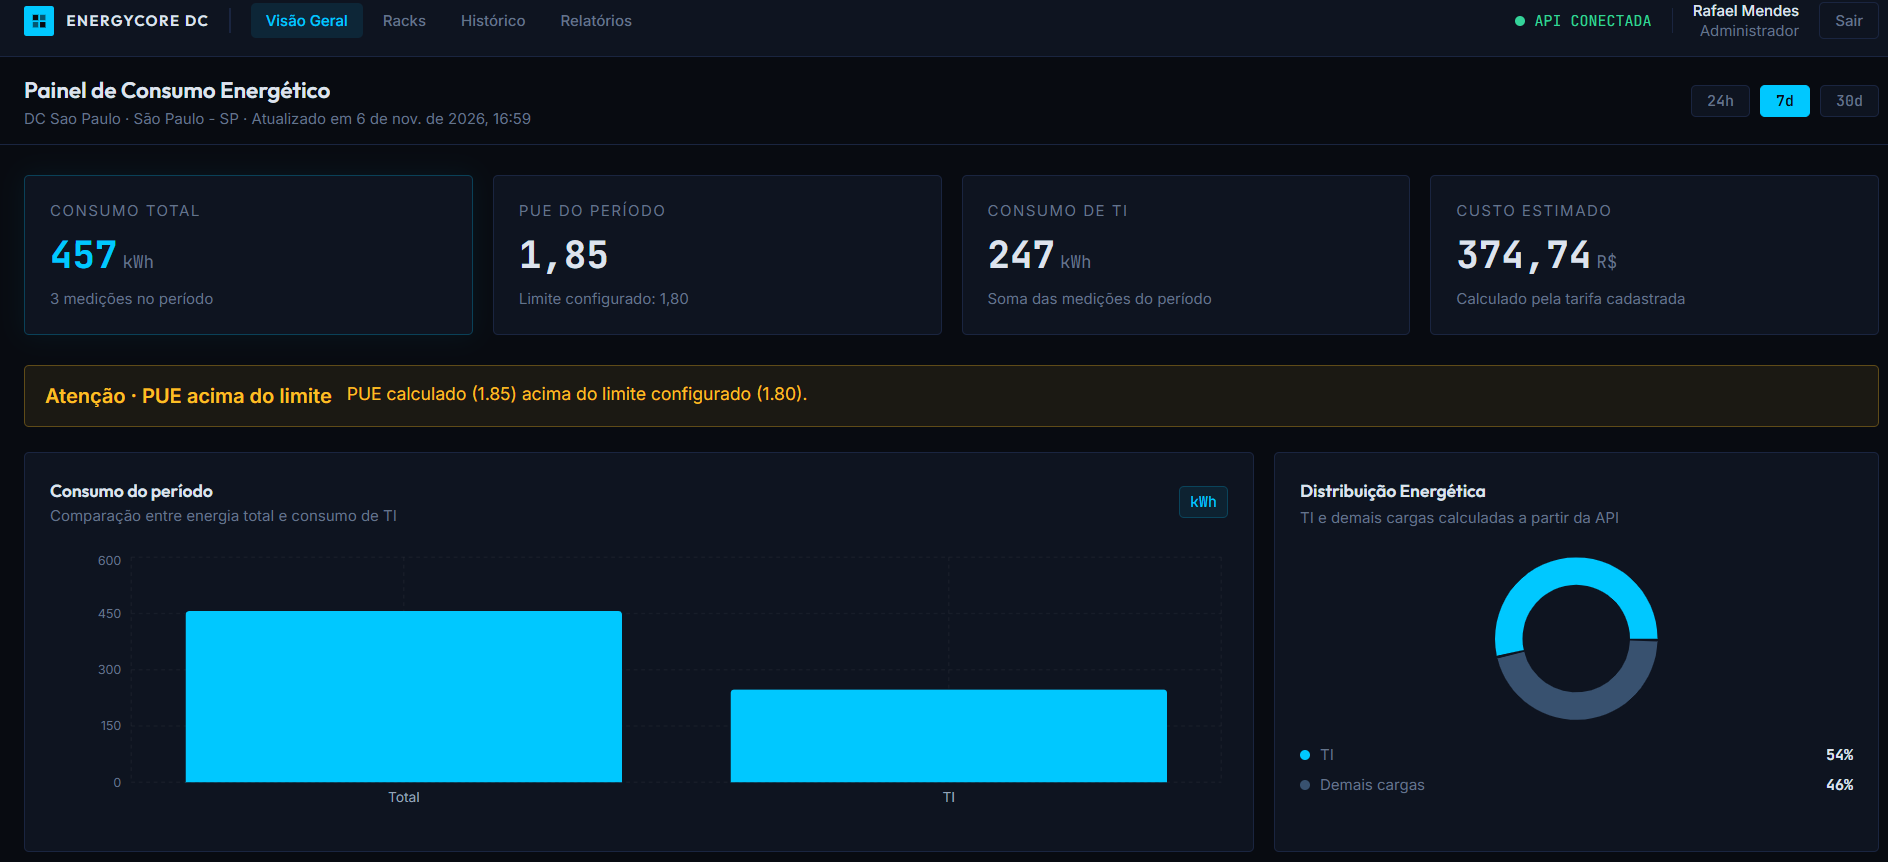 ENERGYCORE DC
Visão Geral
Racks
Histórico
Relatórios
API CONECTADA
Rafael Mendes
Administrador
Sair
Painel de Consumo Energético
DC Sao Paulo · São Paulo - SP · Atualizado em 6 de nov. de 2026, 16:59
24h
7d
30d
CONSUMO TOTAL
457 kWh
3 medições no período
PUE DO PERÍODO
1,85
Limite configurado: 1,80
CONSUMO DE TI
247 kWh
Soma das medições do período
CUSTO ESTIMADO
374,74 R$
Calculado pela tarifa cadastrada
Atenção · PUE acima do limite PUE calculado (1.85) acima do limite configurado (1.80).
Consumo do período
Comparação entre energia total e consumo de TI
kWh
600
450
300
150
0
Total
TI
Distribuição Energética
TI e demais cargas calculadas a partir da API
TI 54%
Demais cargas 46%